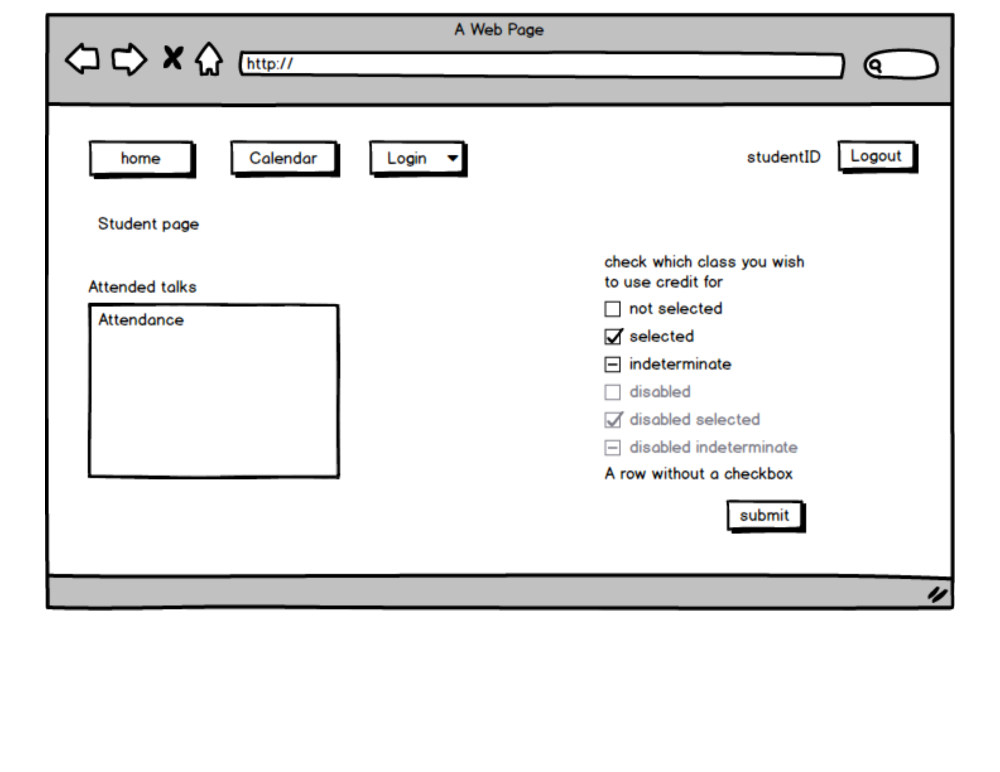 A Web Page
http://
home
Calendar
Login
studentID
Logout
Student page
check which class you wish
to use credit for
Attended talks
Attendance
not selected
selected
indeterminate
disabled
disabled selected
disabled indeterminate
A row without a checkbox
submit